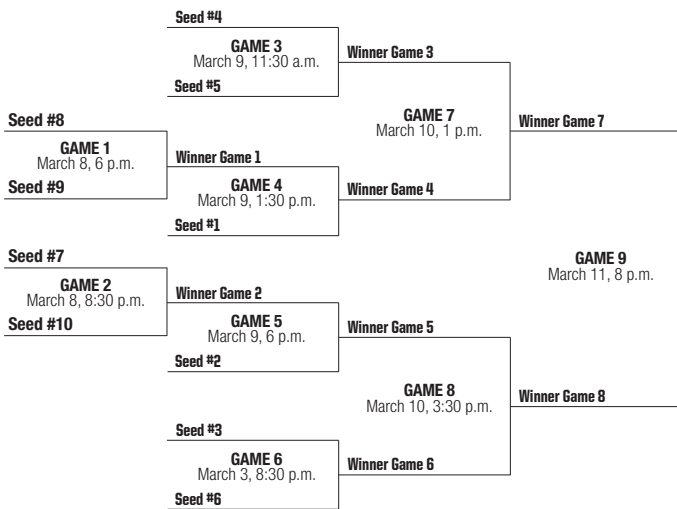 Seed #4
GAME 3
March 9, 11:30 a.m.
Winner Game 3
Seed #5
GAME 7
March 10, 1 p.m.
Seed #8
Winner Game 7
GAME 1
March 8, 6 p.m.
Winner Game 1
Seed #9
GAME 4
March 9, 1:30 p.m.
Winner Game 4
Seed #1
Seed #7
GAME 9
March 11, 8 p.m.
GAME 2
March 8, 8:30 p.m.
Winner Game 2
Seed #10
GAME 5
March 9, 6 p.m.
Winner Game 5
Seed #2
GAME 8
March 10, 3:30 p.m.
Winner Game 8
Seed #3
GAME 6
March 3, 8:30 p.m.
Winner Game 6
Seed #6